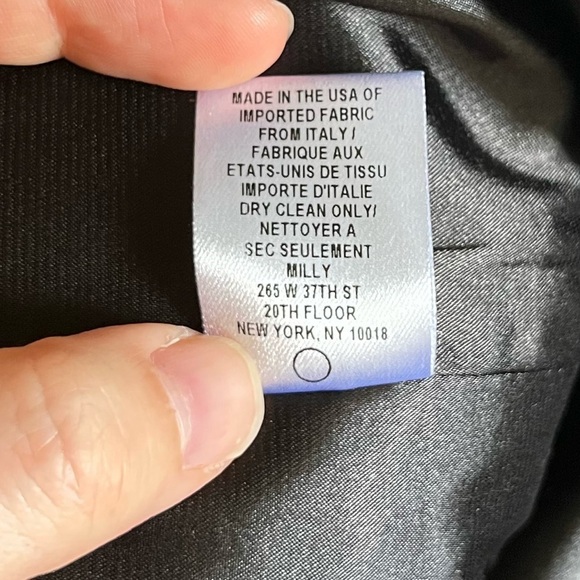 MADE IN THE USA OF
IMPORTED FABRIC
FROM ITALY /
FABRIQUE AUX
ETATS-UNIS DE TISSU
IMPORTE D'ITALIE
DRY CLEAN ONLY/
NETTOYER A
SEC SEULEMENT
MILLY
265 W 37TH ST
20TH FLOOR
NEW YORK, NY 10018